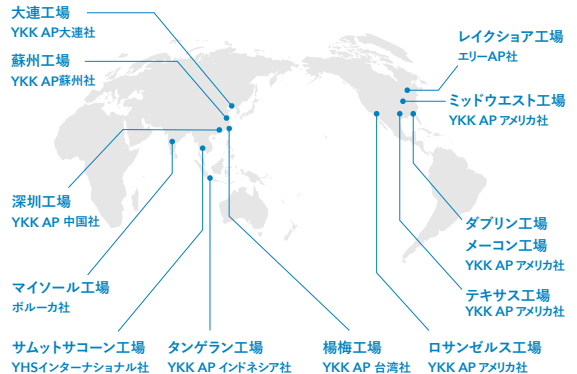 大連工場
YKK AP大連社
蘇州工場
YKK AP蘇州社
深圳工場
YKK AP 中国社
マイソール工場
ボルーカ社
サムットサコーン工場
YHSインターナショナル社
タンゲラン工場
YKK AP インドネシア社
楊梅工場
YKK AP 台湾社
ロサンゼルス工場
YKK AP アメリカ社
テキサス工場
YKK AP アメリカ社
ダブリン工場
メーコン工場
YKK AP アメリカ社
ミッドウエスト工場
YKK AP アメリカ社
レイクショア工場
エリーAP社